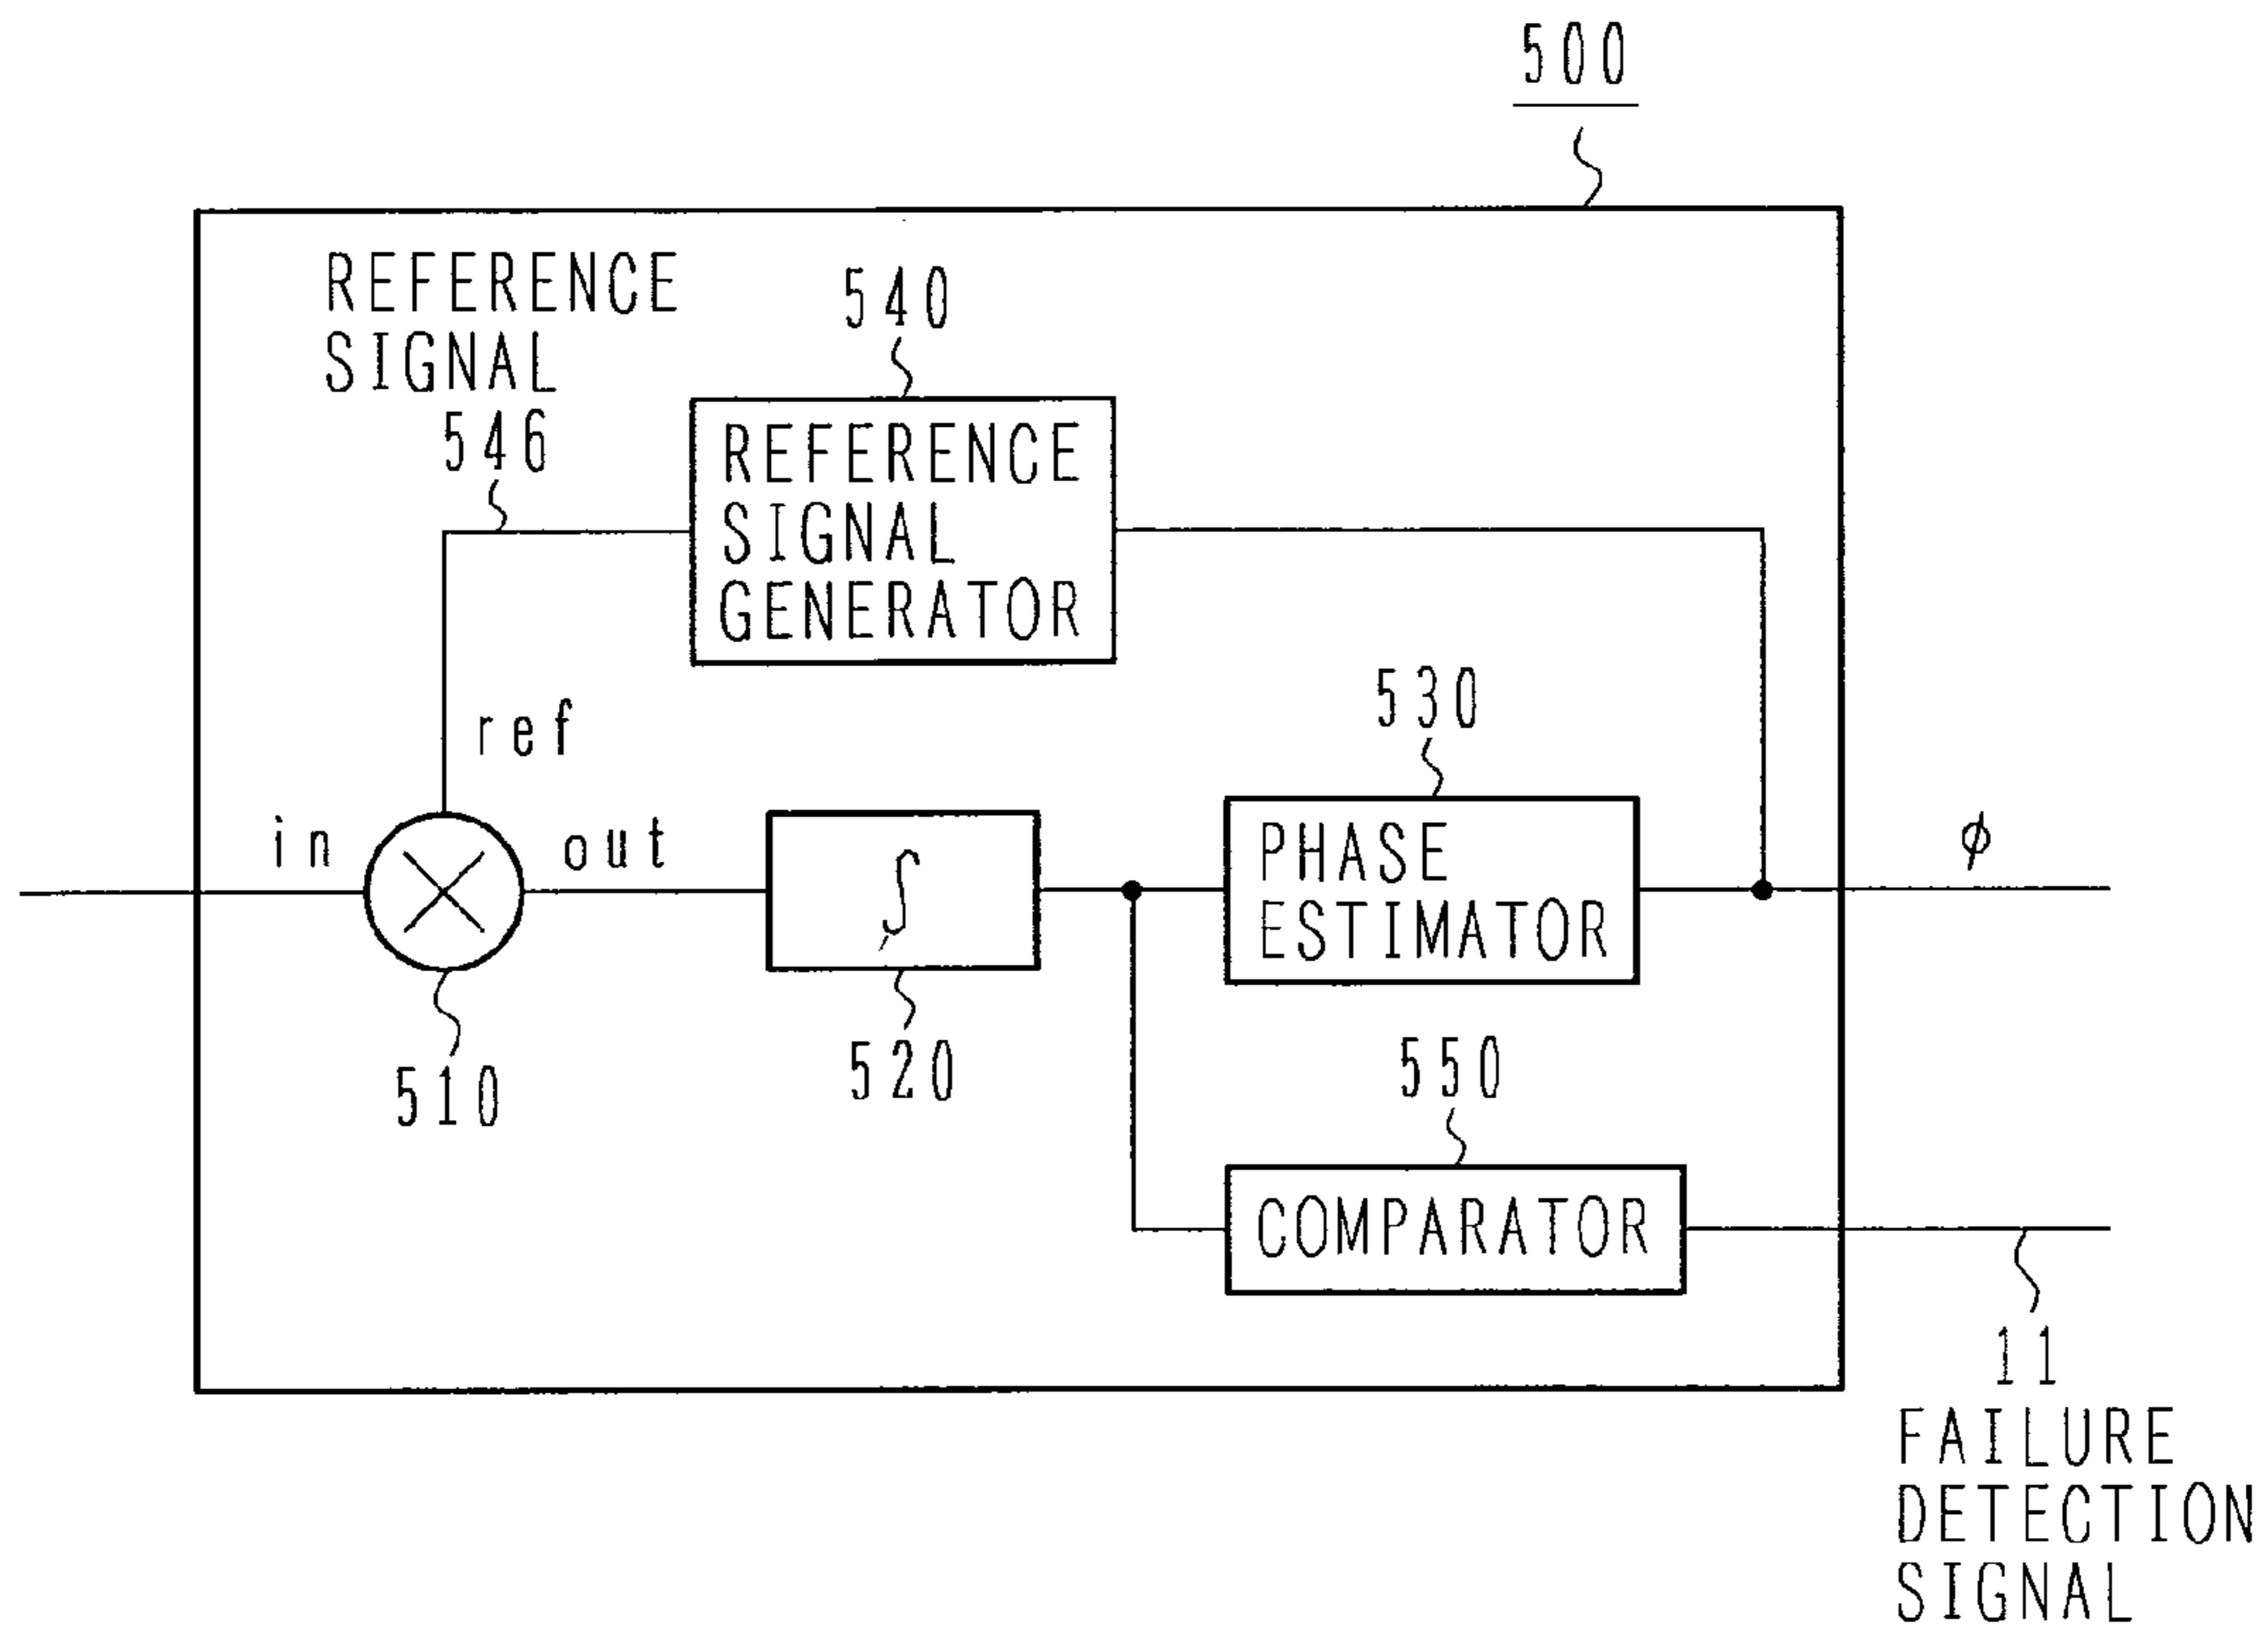 500
REFERENCE
SIGNAL
546
540
REFERENCE
SIGNAL
GENERATOR
ref
530
in
out
∫
PHASE
ESTIMATOR
ϕ
510
520
550
COMPARATOR
11
FAILURE
DETECTION
SIGNAL